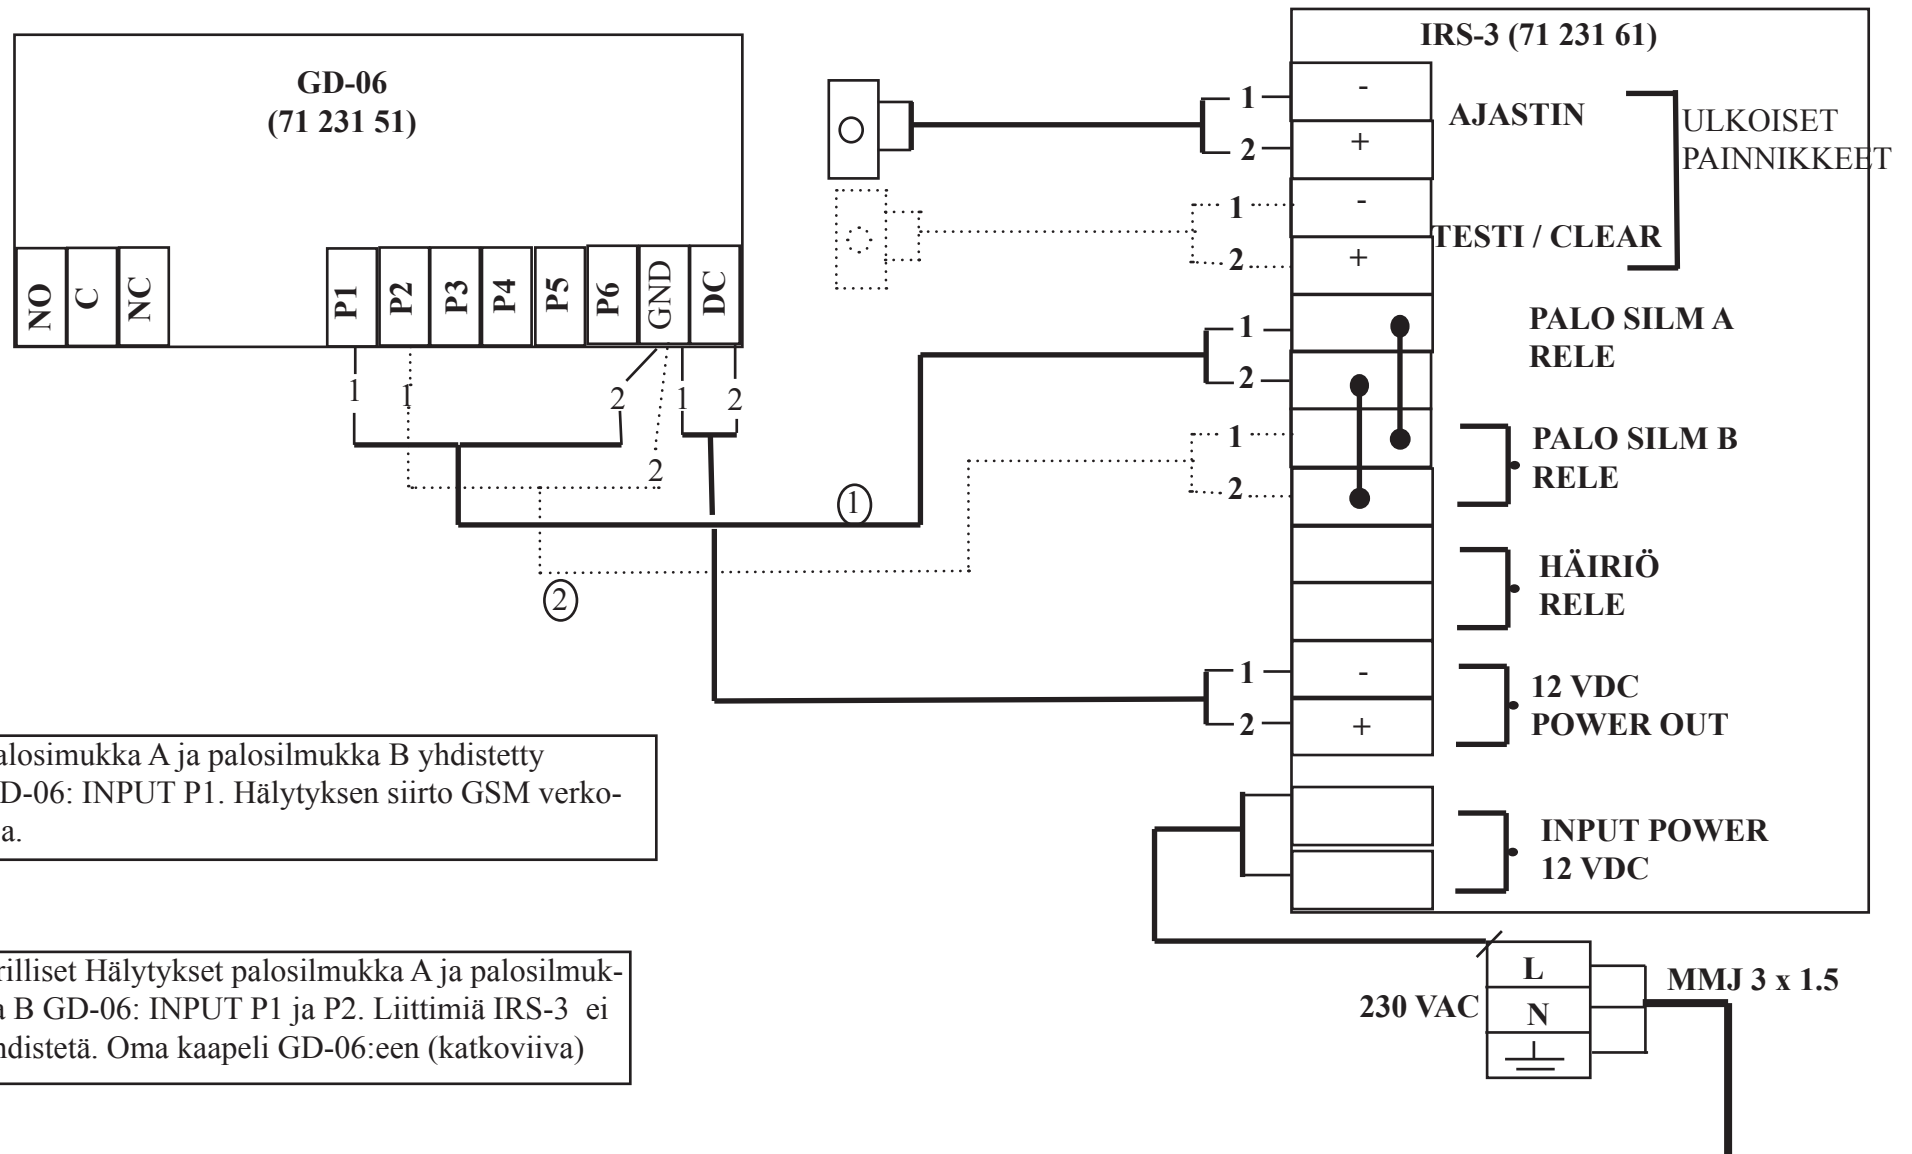 GD-06
(71 231 51)
NO
C
NC
P1
P2
P3
P4
P5
P6
GND
DC
1
1
2
1
2
2
1
2
IRS-3 (71 231 61)
1
-
AJASTIN
2
+
ULKOISET
PAINNIKKEET
1
-
TESTI / CLEAR
2
+
1
2
PALO SILM A
RELE
1
2
PALO SILM B
RELE
HÄIRIÖ
RELE
1
-
2
+
12 VDC
POWER OUT
INPUT POWER
12 VDC
230 VAC
L
N
MMJ 3 x 1.5
alosimukka A ja palosilmukka B yhdistetty
D-06: INPUT P1. Hälytyksen siirto GSM verko-
a.
rilliset Hälytykset palosilmukka A ja palosilmuk-
a B GD-06: INPUT P1 ja P2. Liittimiä IRS-3 ei
hdistetä. Oma kaapeli GD-06:een (katkoviiva)